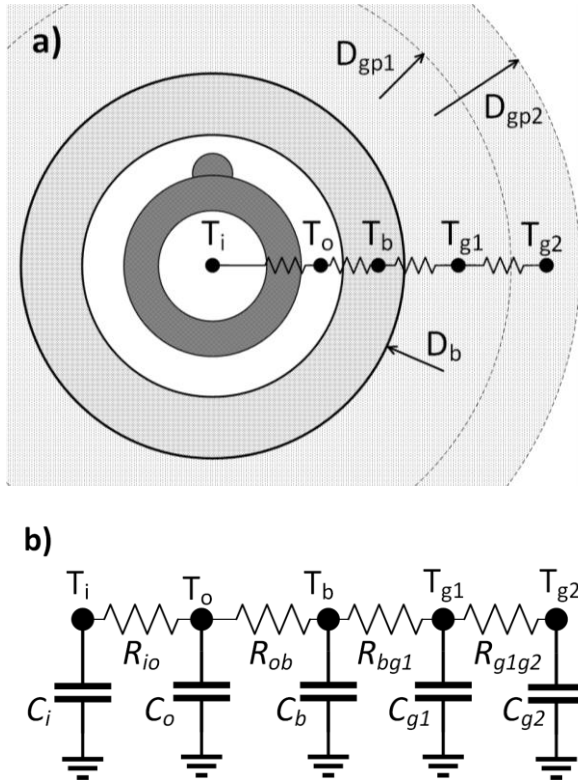 a)
D_gp1
D_gp2
T_i T_o T_b T_g1 T_g2
D_b
b)
T_i T_o T_b T_g1 T_g2
R_io R_ob R_bg1 R_g1g2
C_i C_o C_b C_g1 C_g2